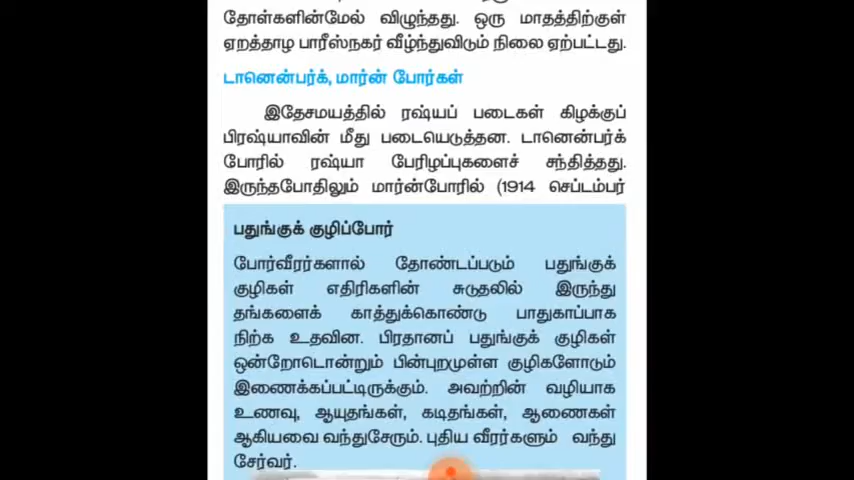 தோள்களின்மேல் விழுந்தது. ஒரு மாதத்திற்குள்
ஏறத்தாழ பாரீஸ்நகர் வீழ்ந்துவிடும் நிலை ஏற்பட்டது.
டானென்பர்க், மார்ன் போர்கள்
இதேசமயத்தில் ரஷ்யப் படைகள் கிழக்குப்
பிரஷ்யாவின் மீது படையெடுத்தன. டானென்பர்க்
போரில் ரஷ்யா பேரிழப்புகளைச் சந்தித்தது.
இருந்தபோதிலும் மார்ன்போரில் (1914 செப்டம்பர்
பதுங்குக் குழிப்போர்
போர்வீரர்களால் தோண்டப்படும் பதுங்குக்
குழிகள் எதிரிகளின் சுடுதலில் இருந்து
தங்களைக் காத்துக்கொண்டு பாதுகாப்பாக
நிற்க உதவின. பிரதானப் பதுங்குக் குழிகள்
ஒன்றோடொன்றும் பின்புறமுள்ள குழிகளோடும்
இணைக்கப்பட்டிருக்கும். அவற்றின் வழியாக
உணவு, ஆயுதங்கள், கடிதங்கள், ஆணைகள்
ஆகியவை வந்துசேரும். புதிய வீரர்களும் வந்து
சேர்வர்.